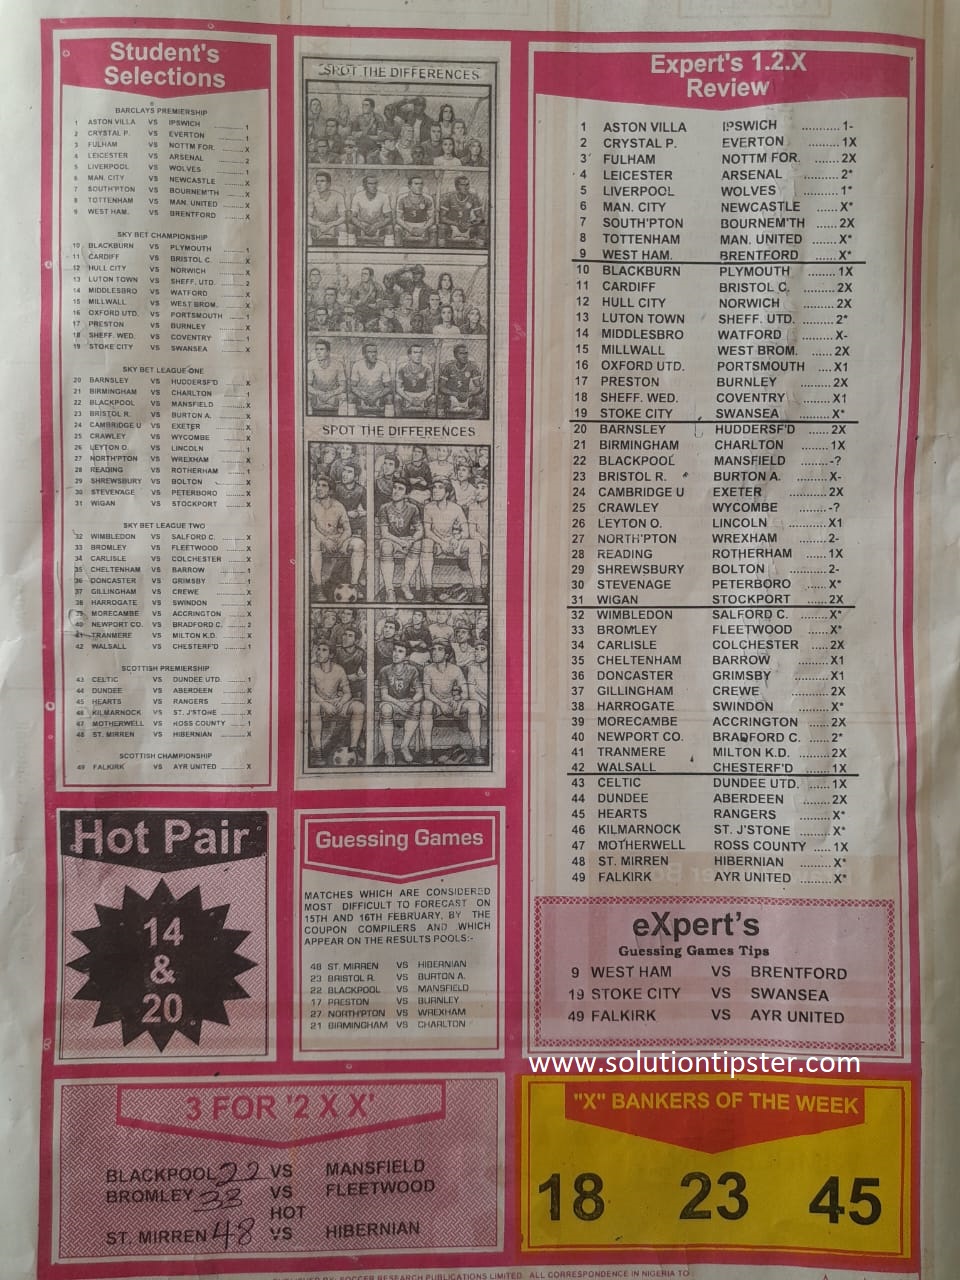 Student's
Selections
BARCLAYS PREMIERSHIP
1 ASTON VILLA VS IPSWICH ........1
2 CRYSTAL P. VS EVERTON ........1
3 FULHAM VS NOTTM FOR. ........X
4 LEICESTER VS ARSENAL ........2
5 LIVERPOOL VS WOLVES ........1
6 MAN. CITY VS NEWCASTLE ........X
7 SOUTH'PTON VS BOURNEM'TH ........X
8 TOTTENHAM VS MAN. UNITED ........X
9 WEST HAM. VS BRENTFORD ........X
SKY BET CHAMPIONSHIP
10 BLACKBURN VS PLYMOUTH ........1
11 CARDIFF VS BRISTOL C. ........X
12 HULL CITY VS NORWICH ........X
13 LUTON TOWN VS SHEFF. UTD. ........2
14 MIDDLESBRO VS WATFORD ........X
15 MILLWALL VS WEST BROM. ........X
16 OXFORD UTD. VS PORTSMOUTH ........1
17 PRESTON VS BURNLEY ........X
18 SHEFF. WED. VS COVENTRY ........1
19 STOKE CITY VS SWANSEA ........X
SKY BET LEAGUE ONE
20 BARNSLEY VS HUDDERSF'D ........X
21 BIRMINGHAM VS CHARLTON ........1
22 BLACKPOOL VS MANSFIELD ........X
23 BRISTOL R. VS BURTON A. ........X
24 CAMBRIDGE U VS EXETER ........X
25 CRAWLEY VS WYCOMBE ........X
26 LEYTON O. VS LINCOLN ........1
27 NORTH'PTON VS WREXHAM ........X
28 READING VS ROTHERHAM ........1
29 SHREWSBURY VS BOLTON ........X
30 STEVENAGE VS PETERBORO ........X
31 WIGAN VS STOCKPORT ........X
SKY BET LEAGUE TWO
32 WIMBLEDON VS SALFORD C. ........X
33 BROMLEY VS FLEETWOOD ........X
34 CARLISLE VS COLCHESTER ........X
35 CHELTENHAM VS BARROW ........1
36 DONCASTER VS GRIMSBY ........1
37 GILLINGHAM VS CREWE ........X
38 HARROGATE VS SWINDON ........X
39 MORECAMBE VS ACCRINGTON ........X
40 NEWPORT CO. VS BRADFORD C. ........2
41 TRANMERE VS MILTON K.D. ........X
42 WALSALL VS CHESTERF'D ........1
SCOTTISH PREMIERSHIP
43 CELTIC VS DUNDEE UTD. ........1
44 DUNDEE VS ABERDEEN ........X
45 HEARTS VS RANGERS ........X
46 KILMARNOCK VS ST. J'STONE ........X
47 MOTHERWELL VS ROSS COUNTY ........1
48 ST. MIRREN VS HIBERNIAN ........X
SCOTTISH CHAMPIONSHIP
49 FALKIRK VS AYR UNITED ........X
SPOT THE DIFFERENCES
SPOT THE DIFFERENCES
Expert's 1.2.X
Review
1 ASTON VILLA IPSWICH ...........1-
2 CRYSTAL P. EVERTON .........1X
3 FULHAM NOTTM FOR. .......2X
4 LEICESTER ARSENAL ..........2*
5 LIVERPOOL WOLVES ...........1*
6 MAN. CITY NEWCASTLE ......X*
7 SOUTH'PTON BOURNEM'TH 2X
8 TOTTENHAM MAN. UNITED ......X*
9 WEST HAM. BRENTFORD .......X*
10 BLACKBURN PLYMOUTH ........1X
11 CARDIFF BRISTOL C. .........2X
12 HULL CITY NORWICH ..........2X
13 LUTON TOWN SHEFF. UTD. ........2*
14 MIDDLESBRO WATFORD ..........X-
15 MILLWALL WEST BROM. ......2X
16 OXFORD UTD. PORTSMOUTH ....X1
17 PRESTON BURNLEY ..........2X
18 SHEFF. WED. COVENTRY .........X1
19 STOKE CITY SWANSEA ..........X*
20 BARNSLEY HUDDERSF'D ......2X
21 BIRMINGHAM CHARLTON .........1X
22 BLACKPOOL MANSFIELD .......-?
23 BRISTOL R. BURTON A. ........X-
24 CAMBRIDGE U EXETER ..........2X
25 CRAWLEY WYCOMBE ........-?
26 LEYTON O. LINCOLN ..........X1
27 NORTH'PTON WREXHAM ........2-
28 READING ROTHERHAM ......1X
29 SHREWSBURY BOLTON ..........2-
30 STEVENAGE PETERBORO ......X*
31 WIGAN STOCKPORT .......2X
32 WIMBLEDON SALFORD C. .......X*
33 BROMLEY FLEETWOOD ......X*
34 CARLISLE COLCHESTER .....2X
35 CHELTENHAM BARROW ..........X1
36 DONCASTER GRIMSBY ..........X1
37 GILLINGHAM CREWE ..........2X
38 HARROGATE SWINDON ..........X*
39 MORECAMBE ACCRINGTON .....2X
40 NEWPORT CO. BRADFORD C. .....2*
41 TRANMERE MILTON K.D. ........2X
42 WALSALL CHESTERF'D ......1X
43 CELTIC DUNDEE UTD. ......1X
44 DUNDEE ABERDEEN ........2X
45 HEARTS RANGERS ..........X*
46 KILMARNOCK ST. J'STONE .......X*
47 MOTHERWELL ROSS COUNTY .....1X
48 ST. MIRREN HIBERNIAN ........X*
49 FALKIRK AYR UNITED ........X*
Hot Pair
14
&
20
Guessing Games
MATCHES WHICH ARE CONSIDERED
MOST DIFFICULT TO FORECAST ON
15TH AND 16TH FEBRUARY, BY THE
COUPON COMPILERS AND WHICH
APPEAR ON THE RESULTS POOLS:-
48 ST. MIRREN VS HIBERNIAN
23 BRISTOL R. VS BURTON A.
22 BLACKPOOL VS MANSFIELD
17 PRESTON VS BURNLEY
27 NORTH'PTON VS WREXHAM
21 BIRMINGHAM VS CHARLTON
eXpert's
Guessing Games Tips
9 WEST HAM VS BRENTFORD
19 STOKE CITY VS SWANSEA
49 FALKIRK VS AYR UNITED
www.solutiontipster.com
3 FOR '2 X X'
BLACKPOOL 22 VS MANSFIELD
BROMLEY 33 VS FLEETWOOD
HOT
ST. MIRREN 48 VS HIBERNIAN
"X" BANKERS OF THE WEEK
18 23 45
PUBLISHED BY: SOCCER RESEARCH PUBLICATIONS LIMITED. ALL CORRESPONDENCE IN NIGERIA TO: